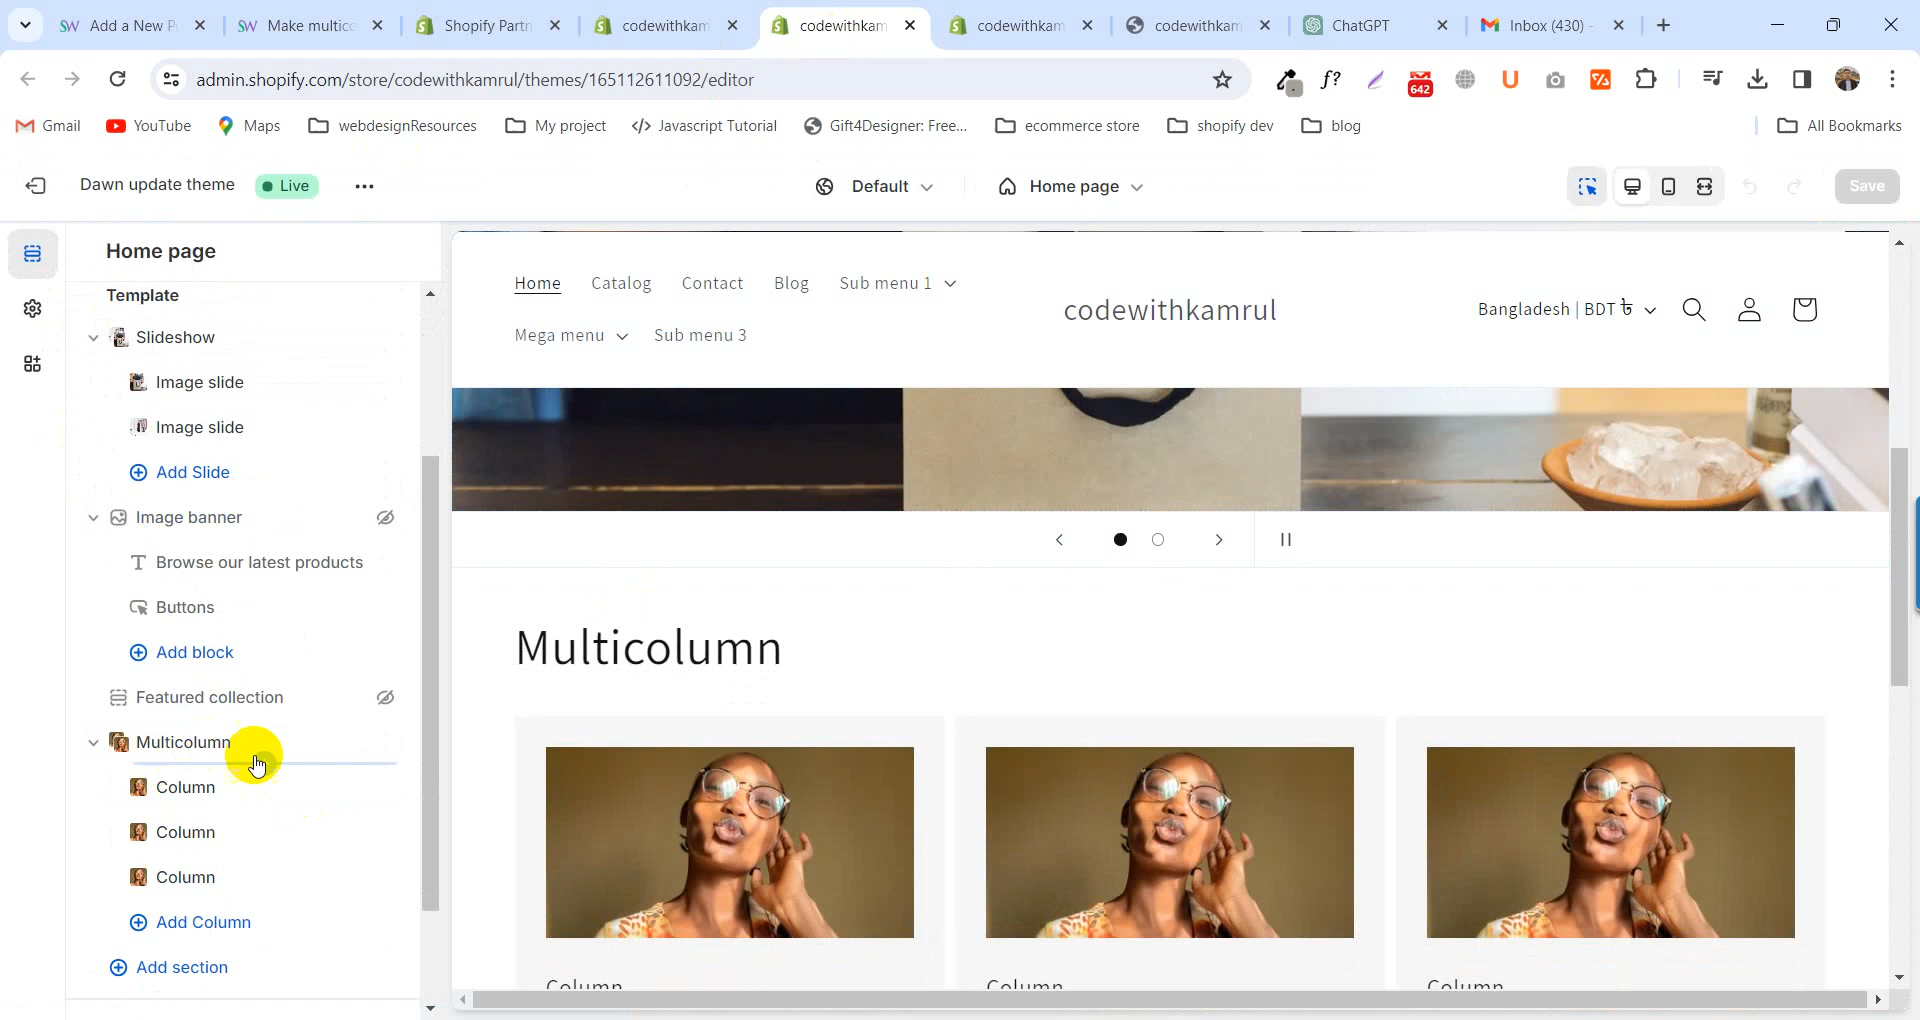 Add a New P
Make multico
Shopify Partn
codewithkam
codewithkam
codewithkam
codewithkam
ChatGPT
Inbox (430) -
admin.shopify.com/store/codewithkamrul/themes/165112611092/editor
f?
642
Gmail
YouTube
Maps
webdesignResources
My project
Javascript Tutorial
Gift4Designer: Free...
ecommerce store
shopify dev
blog
All Bookmarks
Dawn update theme
Live
Default
Home page
Save
Home page
Template
Slideshow
Image slide
Image slide
Add Slide
Image banner
Browse our latest products
Buttons
Add block
Featured collection
Multicolumn
Column
Column
Column
Add Column
Add section
Home
Catalog
Contact
Blog
Sub menu 1
Mega menu
Sub menu 3
codewithkamrul
Bangladesh | BDT ৳
Multicolumn
Column
Column
Column